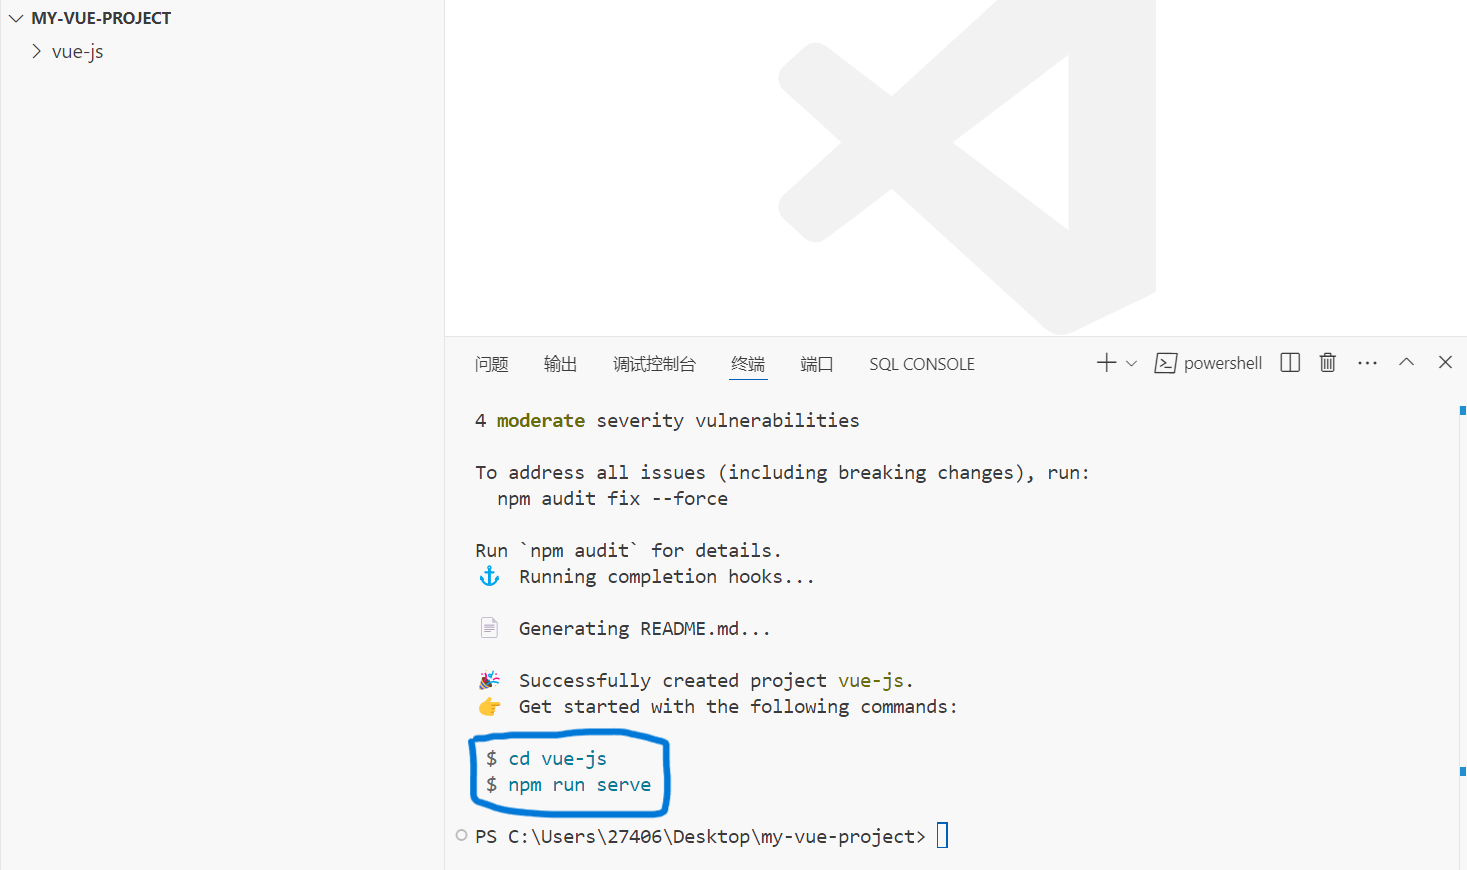 MY-VUE-PROJECT
vue-js
问题 输出 调试控制台 终端 端口 SQL CONSOLE powershell
4 moderate severity vulnerabilities
To address all issues (including breaking changes), run:
npm audit fix --force
Run `npm audit` for details.
⚓ Running completion hooks...
📄 Generating README.md...
🎉 Successfully created project vue-js.
👉 Get started with the following commands:
$ cd vue-js
$ npm run serve
PS C:\Users\27406\Desktop\my-vue-project>